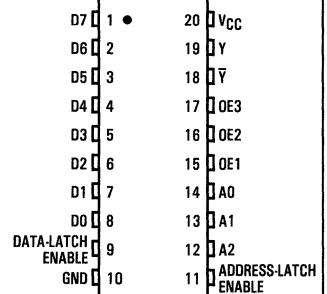 D7 1 20 VCC
D6 2 19 Y
D5 3 18 Y̅
D4 4 17 OE3
D3 5 16 OE2
D2 6 15 OE1
D1 7 14 A0
D0 8 13 A1
DATA-LATCH
ENABLE 9 12 A2
GND 10 11 ADDRESS-LATCH
ENABLE